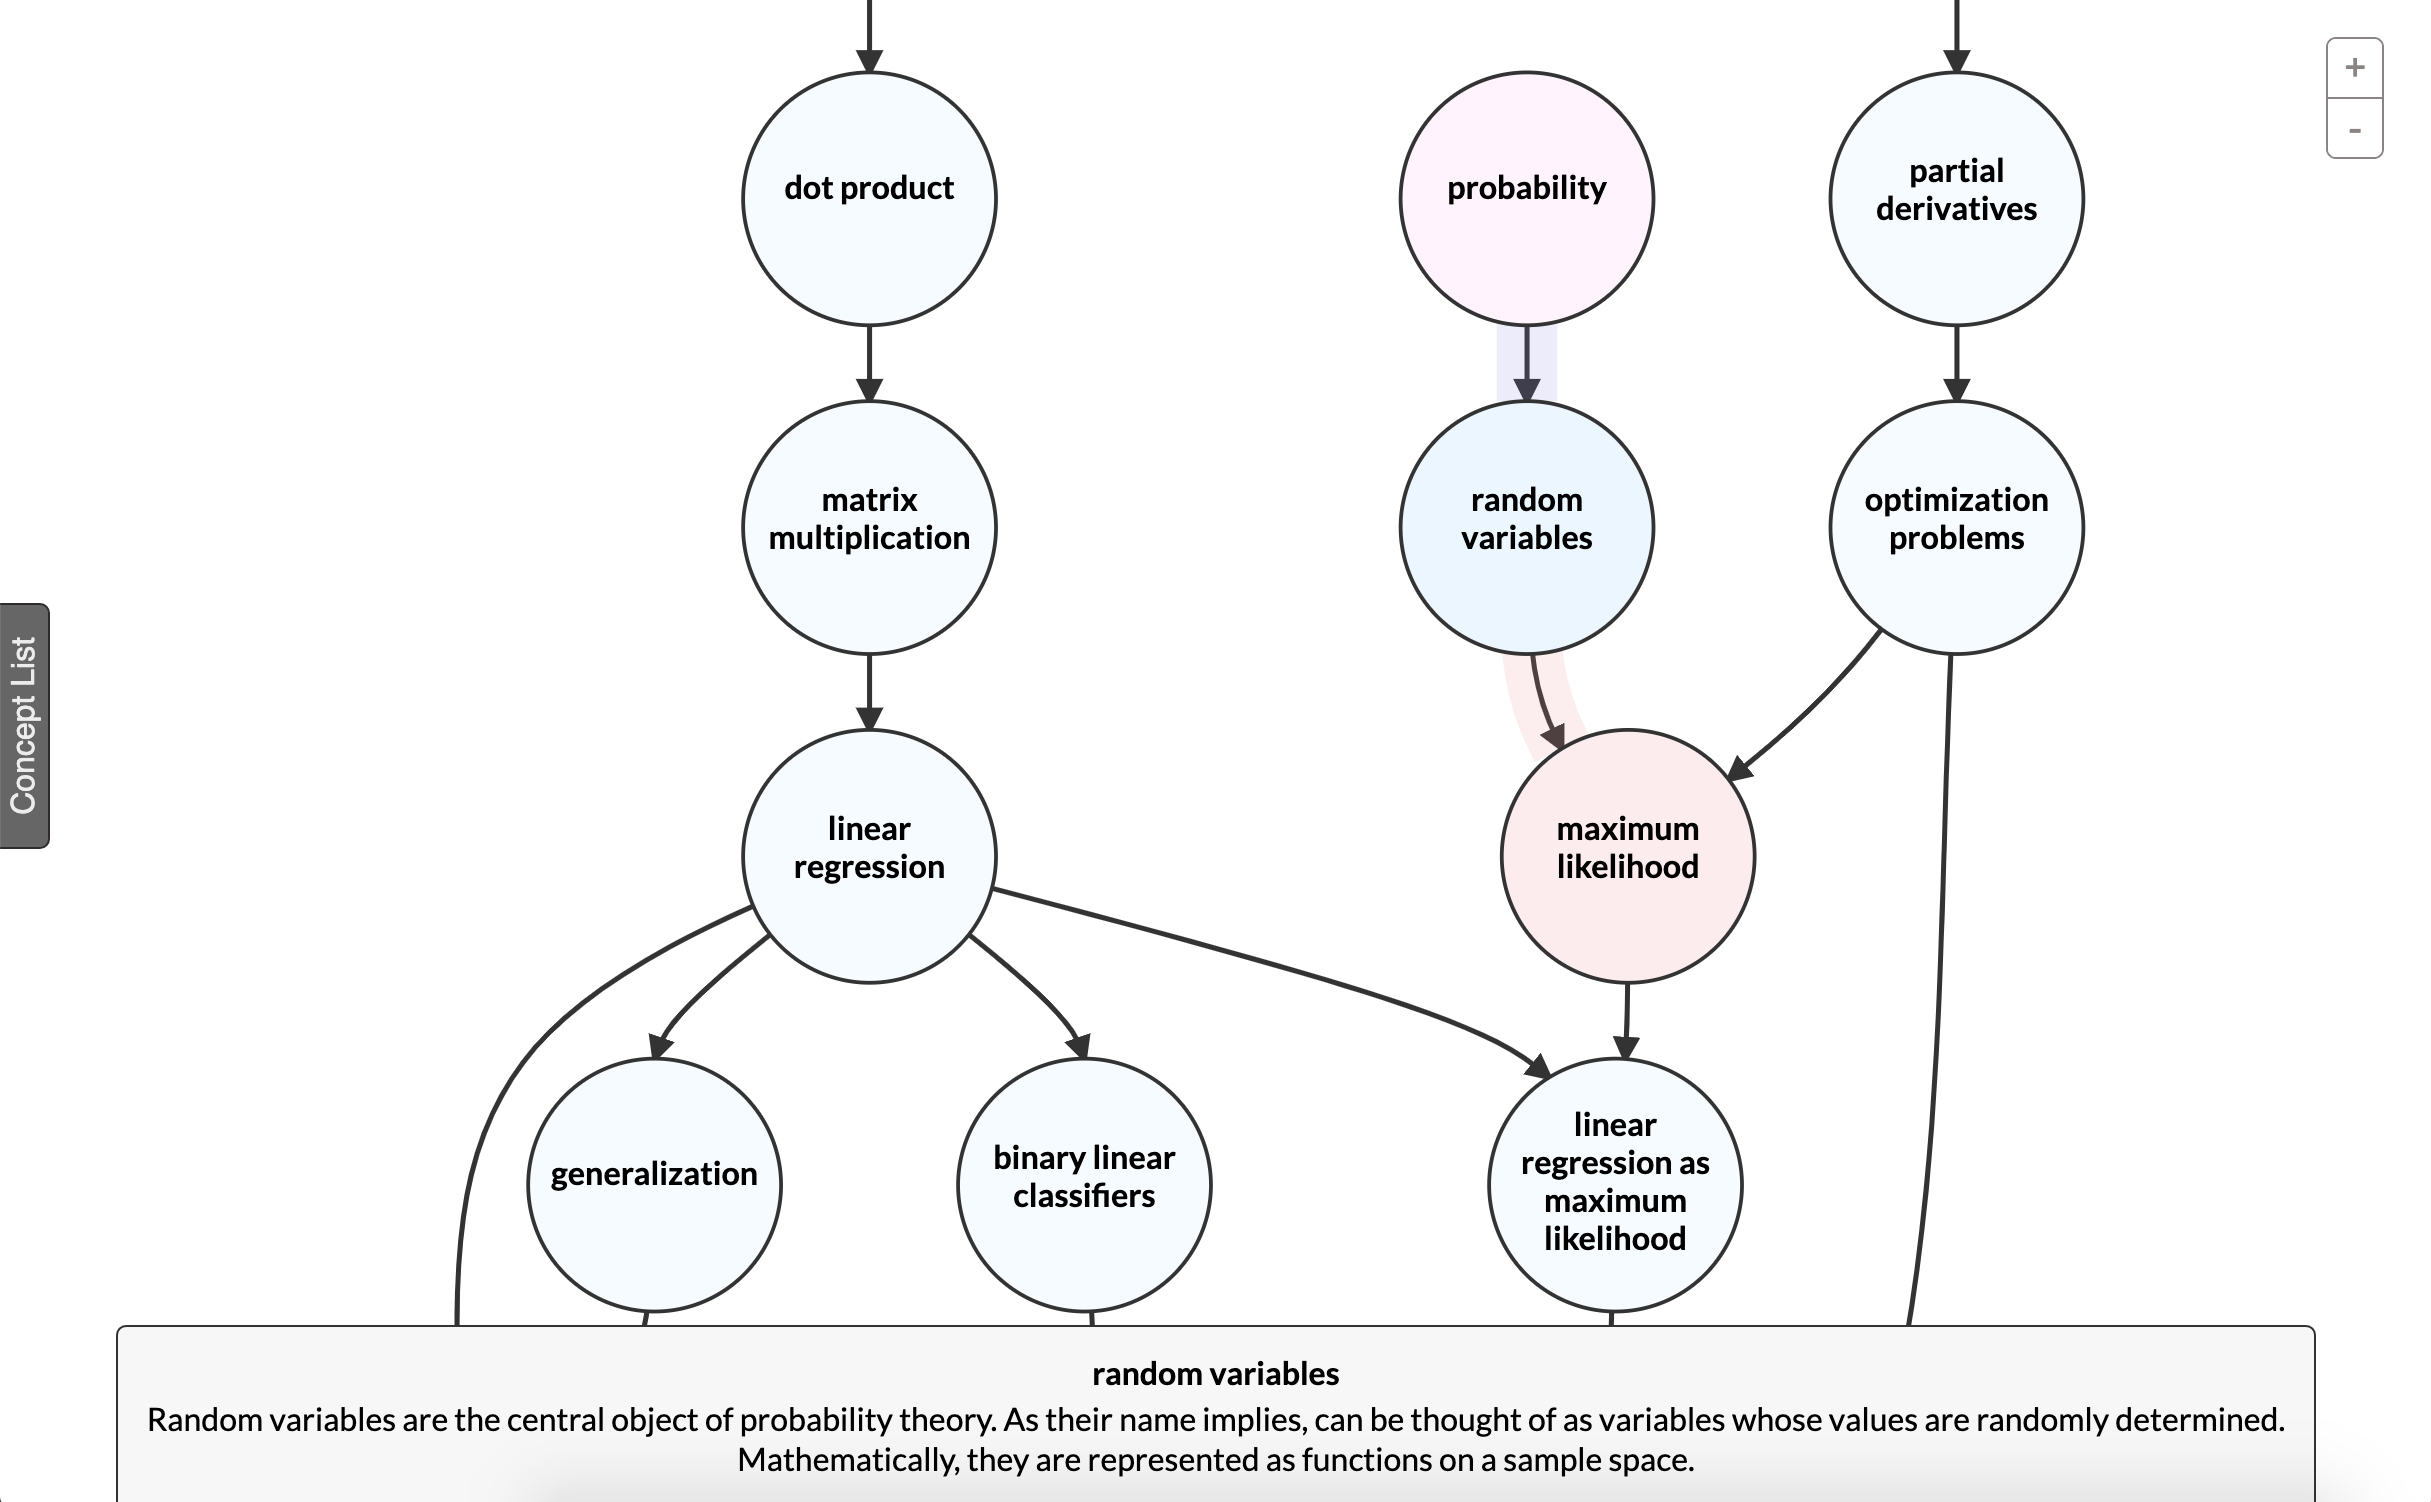 +
-
dot product
probability
partial
derivatives
matrix
multiplication
random
variables
optimization
problems
Concept List
linear
regression
maximum
likelihood
generalization
binary linear
classifiers
linear
regression as
maximum
likelihood
random variables
Random variables are the central object of probability theory. As their name implies, can be thought of as variables whose values are randomly determined.
Mathematically, they are represented as functions on a sample space.